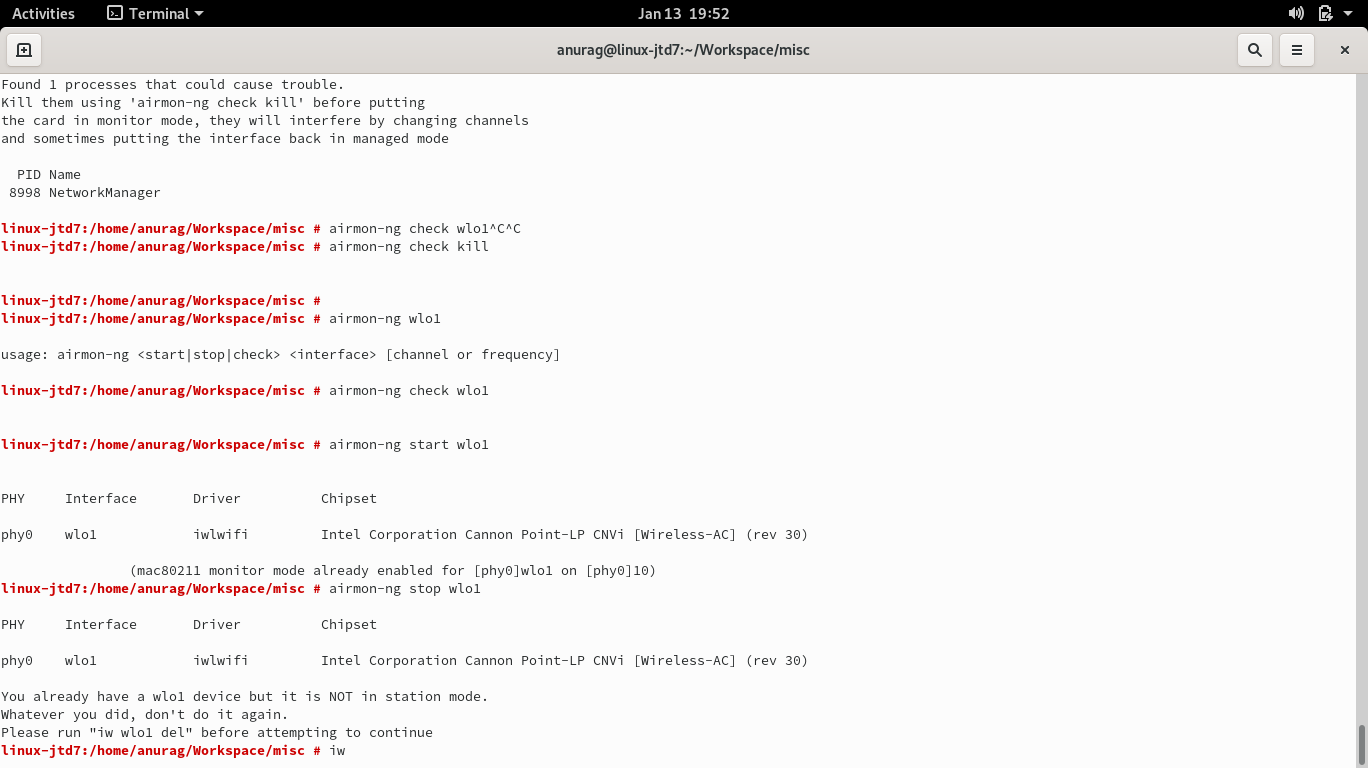 Activities Terminal Jan 13 19:52
anurag@linux-jtd7:~/Workspace/misc
Found 1 processes that could cause trouble.
Kill them using 'airmon-ng check kill' before putting
the card in monitor mode, they will interfere by changing channels
and sometimes putting the interface back in managed mode
PID Name
8998 NetworkManager
linux-jtd7:/home/anurag/Workspace/misc # airmon-ng check wlo1^C^C
linux-jtd7:/home/anurag/Workspace/misc # airmon-ng check kill
linux-jtd7:/home/anurag/Workspace/misc #
linux-jtd7:/home/anurag/Workspace/misc # airmon-ng wlo1
usage: airmon-ng <start|stop|check> <interface> [channel or frequency]
linux-jtd7:/home/anurag/Workspace/misc # airmon-ng check wlo1
linux-jtd7:/home/anurag/Workspace/misc # airmon-ng start wlo1
PHY Interface Driver Chipset
phy0 wlo1 iwlwifi Intel Corporation Cannon Point-LP CNVi [Wireless-AC] (rev 30)
(mac80211 monitor mode already enabled for [phy0]wlo1 on [phy0]10)
linux-jtd7:/home/anurag/Workspace/misc # airmon-ng stop wlo1
PHY Interface Driver Chipset
phy0 wlo1 iwlwifi Intel Corporation Cannon Point-LP CNVi [Wireless-AC] (rev 30)
You already have a wlo1 device but it is NOT in station mode.
Whatever you did, don't do it again.
Please run "iw wlo1 del" before attempting to continue
linux-jtd7:/home/anurag/Workspace/misc # iw